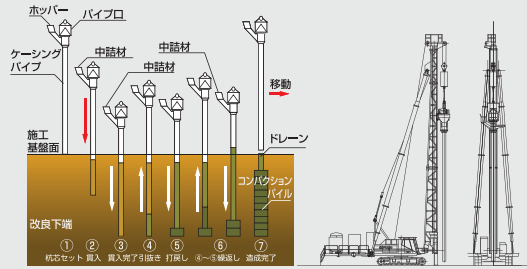 ホッパー
バイブロ
ケーシング
パイプ
中詰材
中詰材
中詰材
移動
施工
基盤面
ドレーン
コンパクション
パイル
改良下端
① ② ③ ④ ⑤ ⑥ ⑦
杭芯セット 貫入 貫入完了 引抜き 打戻し ④〜⑤繰返し 造成完了